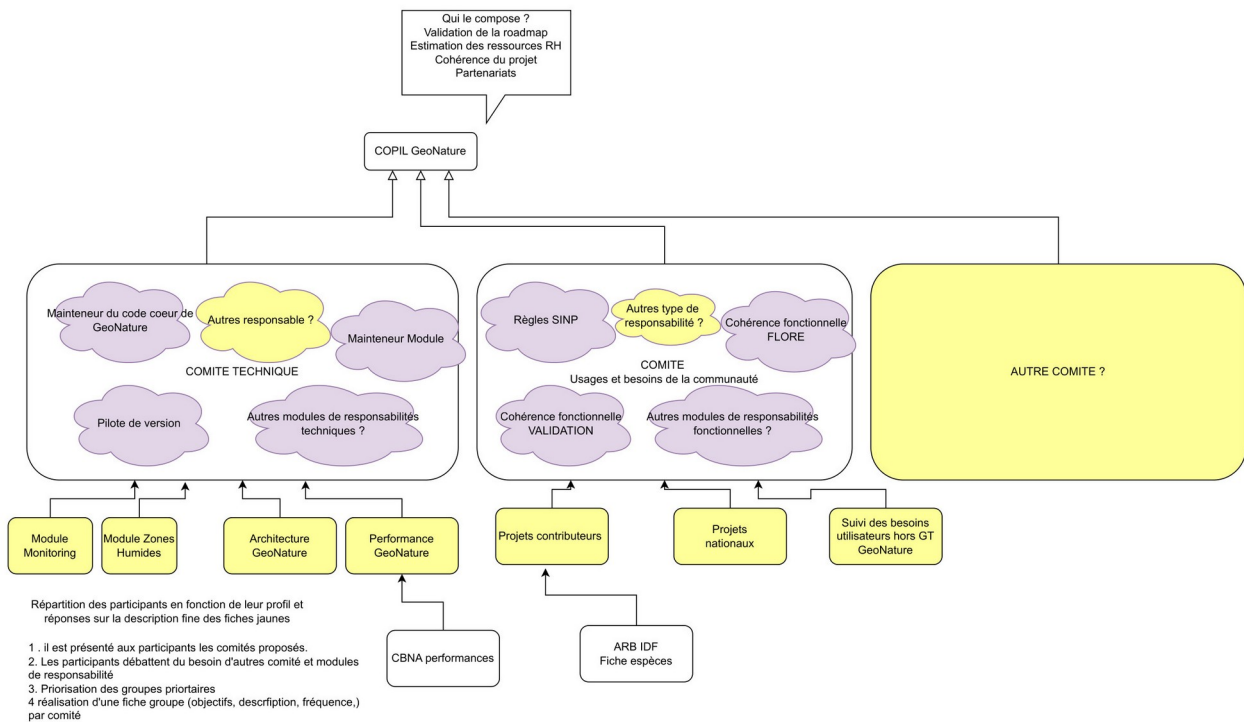 Qui le compose ?
Validation de la roadmap
Estimation des ressources RH
Cohérence du projet
Partenariats
COPIL GeoNature
Mainteneur du code coeur de
GeoNature
Autres responsable ?
Mainteneur Module
COMITE TECHNIQUE
Pilote de version
Autres modules de responsabilités
techniques ?
Règles SINP
Autres type de
responsabilité ?
Cohérence fonctionnelle
FLORE
COMITE
Usages et besoins de la communauté
Cohérence fonctionnelle
VALIDATION
Autres modules de responsabilités
fonctionnelles ?
AUTRE COMITE ?
Module
Monitoring
Module Zones
Humides
Architecture
GeoNature
Performance
GeoNature
Projets contributeurs
Projets
nationaux
Suivi des besoins
utilisateurs hors GT
GeoNature
CBNA performances
ARB IDF
Fiche espèces
Répartition des participants en fonction de leur profil et
réponses sur la description fine des fiches jaunes
1 . il est présenté aux participants les comités proposés.
2. Les participants débattent du besoin d'autres comité et modules
de responsabilité
3. Priorisation des groupes priortaires
4 réalisation d'une fiche groupe (objectifs, descrfiption, fréquence,)
par comité